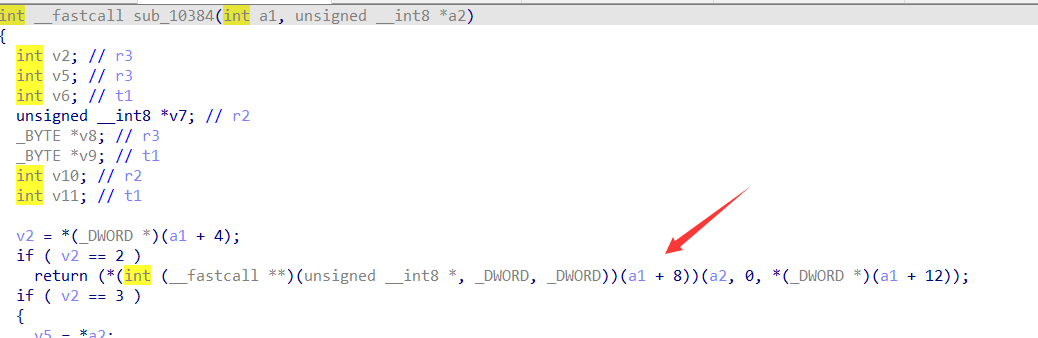 int __fastcall sub_10384(int a1, unsigned __int8 *a2)
{
int v2; // r3
int v5; // r3
int v6; // t1
unsigned __int8 *v7; // r2
_BYTE *v8; // r3
_BYTE *v9; // t1
int v10; // r2
int v11; // t1
v2 = *(_DWORD *)(a1 + 4);
if ( v2 == 2 )
return (*(int (__fastcall **)(unsigned __int8 *, _DWORD, _DWORD))(a1 + 8))(a2, 0, *(_DWORD *)(a1 + 12));
if ( v2 == 3 )
{
v5 = *a2;